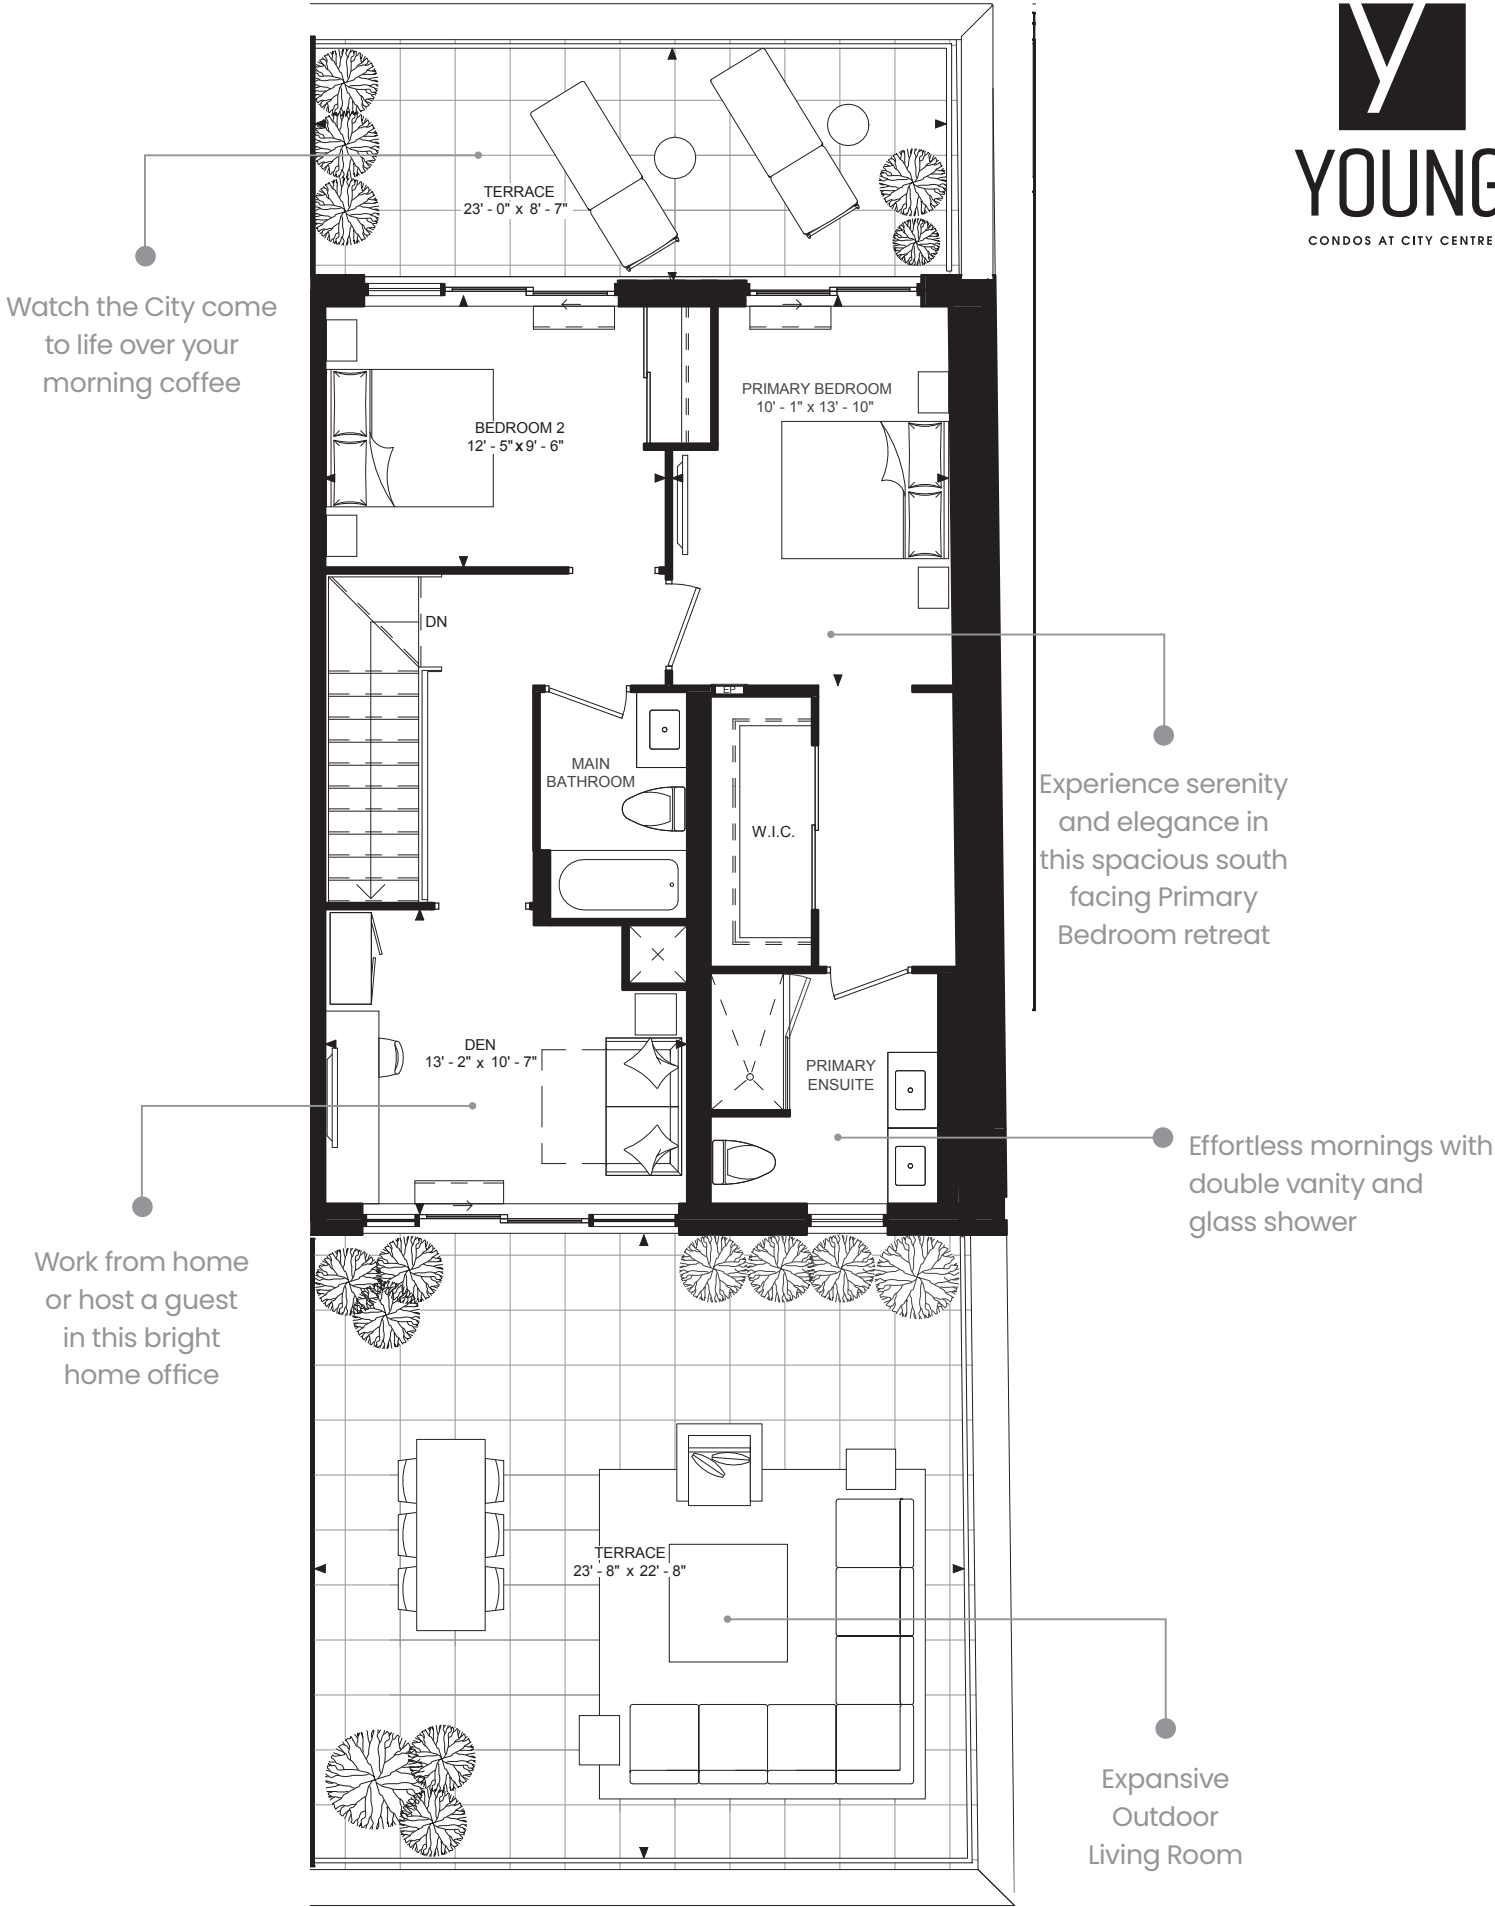 y
YOUNG
CONDOS AT CITY CENTRE
TERRACE
23' - 0" x 8' - 7"
Watch the City come
to life over your
morning coffee
PRIMARY BEDROOM
10' - 1" x 13' - 10"
BEDROOM 2
12' - 5" x 9' - 6"
DN
EP
MAIN
BATHROOM
W.I.C.
Experience serenity
and elegance in
this spacious south
facing Primary
Bedroom retreat
DEN
13' - 2" x 10' - 7"
PRIMARY
ENSUITE
Effortless mornings with
double vanity and
glass shower
Work from home
or host a guest
in this bright
home office
TERRACE
23' - 8" x 22' - 8"
Expansive
Outdoor
Living Room